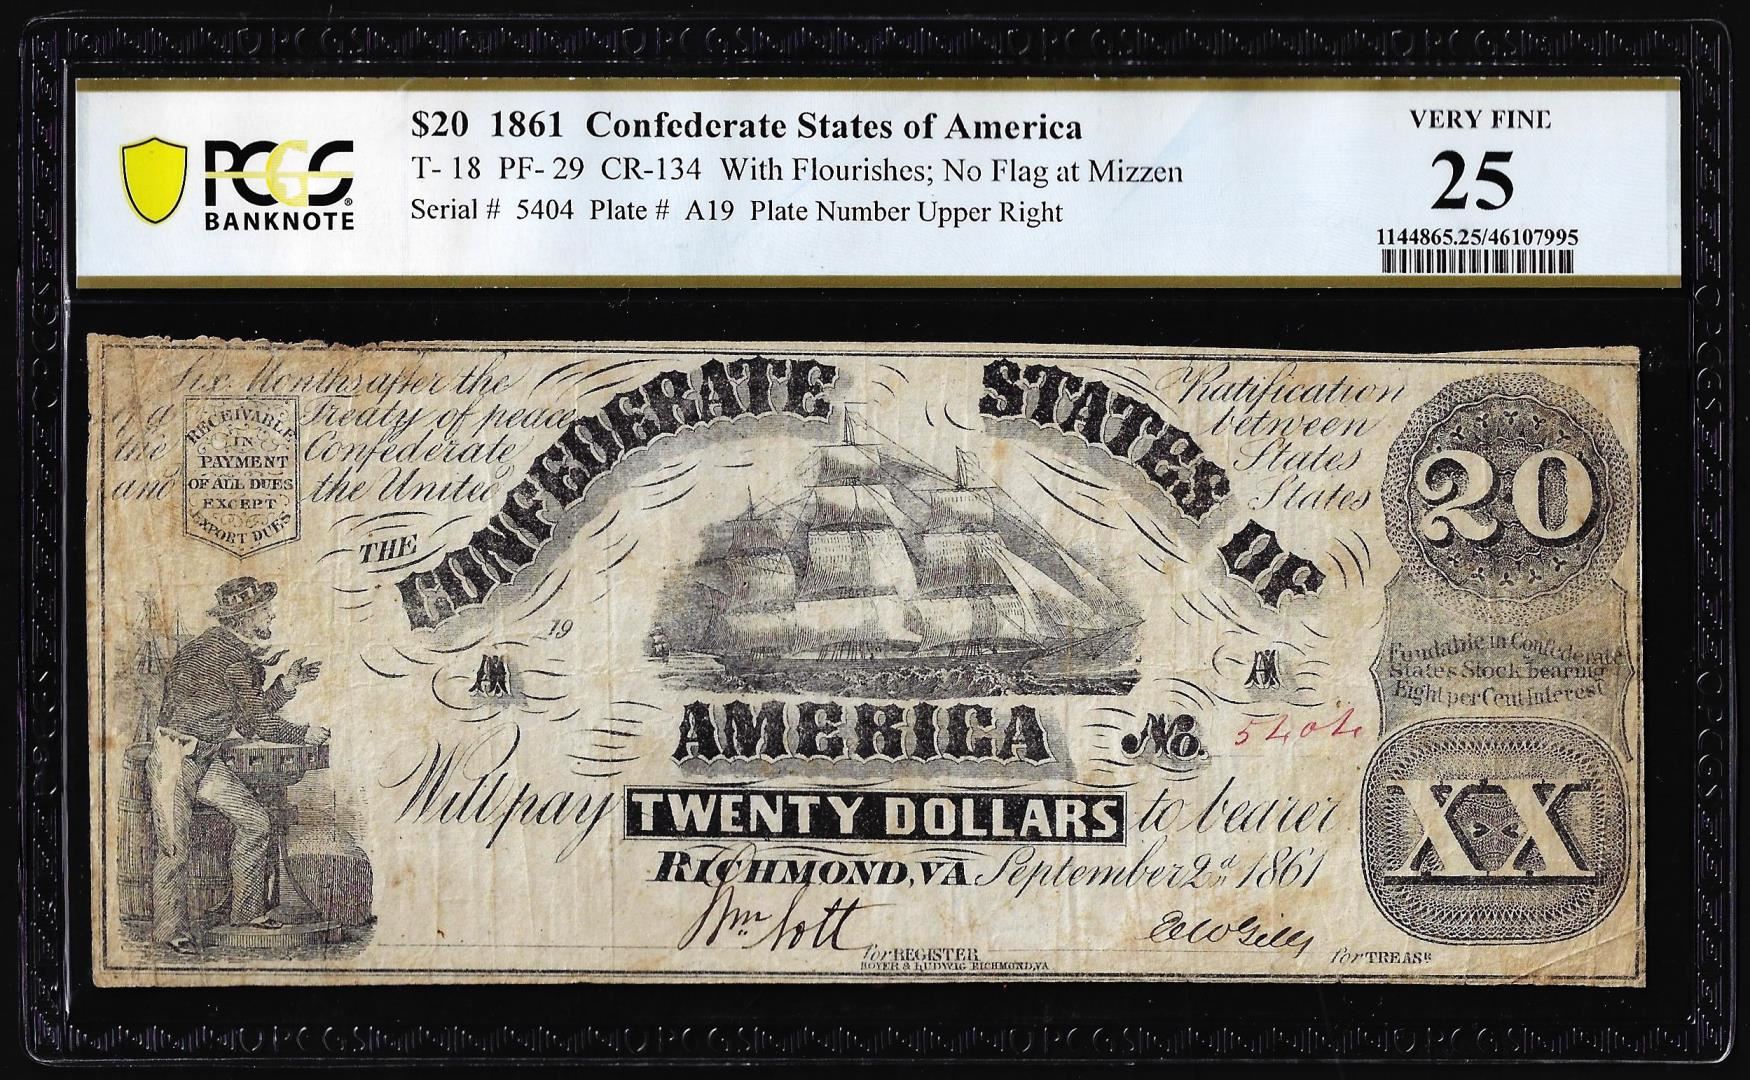 $20 1861 Confederate States of America
T- 18 PF- 29 CR-134 With Flourishes; No Flag at Mizzen
Serial # 5404 Plate # A19 Plate Number Upper Right
PCGS
BANKNOTE
VERY FINE
25
1144865.25/46107995
Six Months after the Ratification
of a Treaty of peace between
the Confederate States
and the United States
RECEIVABLE
IN
PAYMENT
OF ALL DUES
EXCEPT
EXPORT DUES
THE CONFEDERATE STATES OF
AMERICA
20
19
A
A
Fundable in Confederate
States Stock bearing
Eight per Cent interest
No. 5404
Will pay TWENTY DOLLARS to bearer
XX
RICHMOND, VA September 2d 1861
for REGISTER
for TREASR
HOYER & LUDWIG RICHMOND, VA